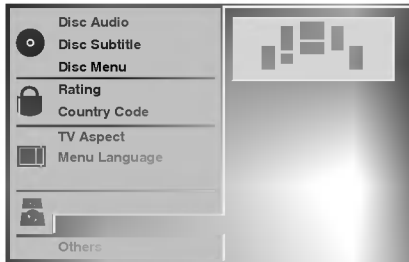 Disc Audio
Disc Subtitle
Disc Menu
Rating
Country Code
TV Aspect
Menu Language
Others